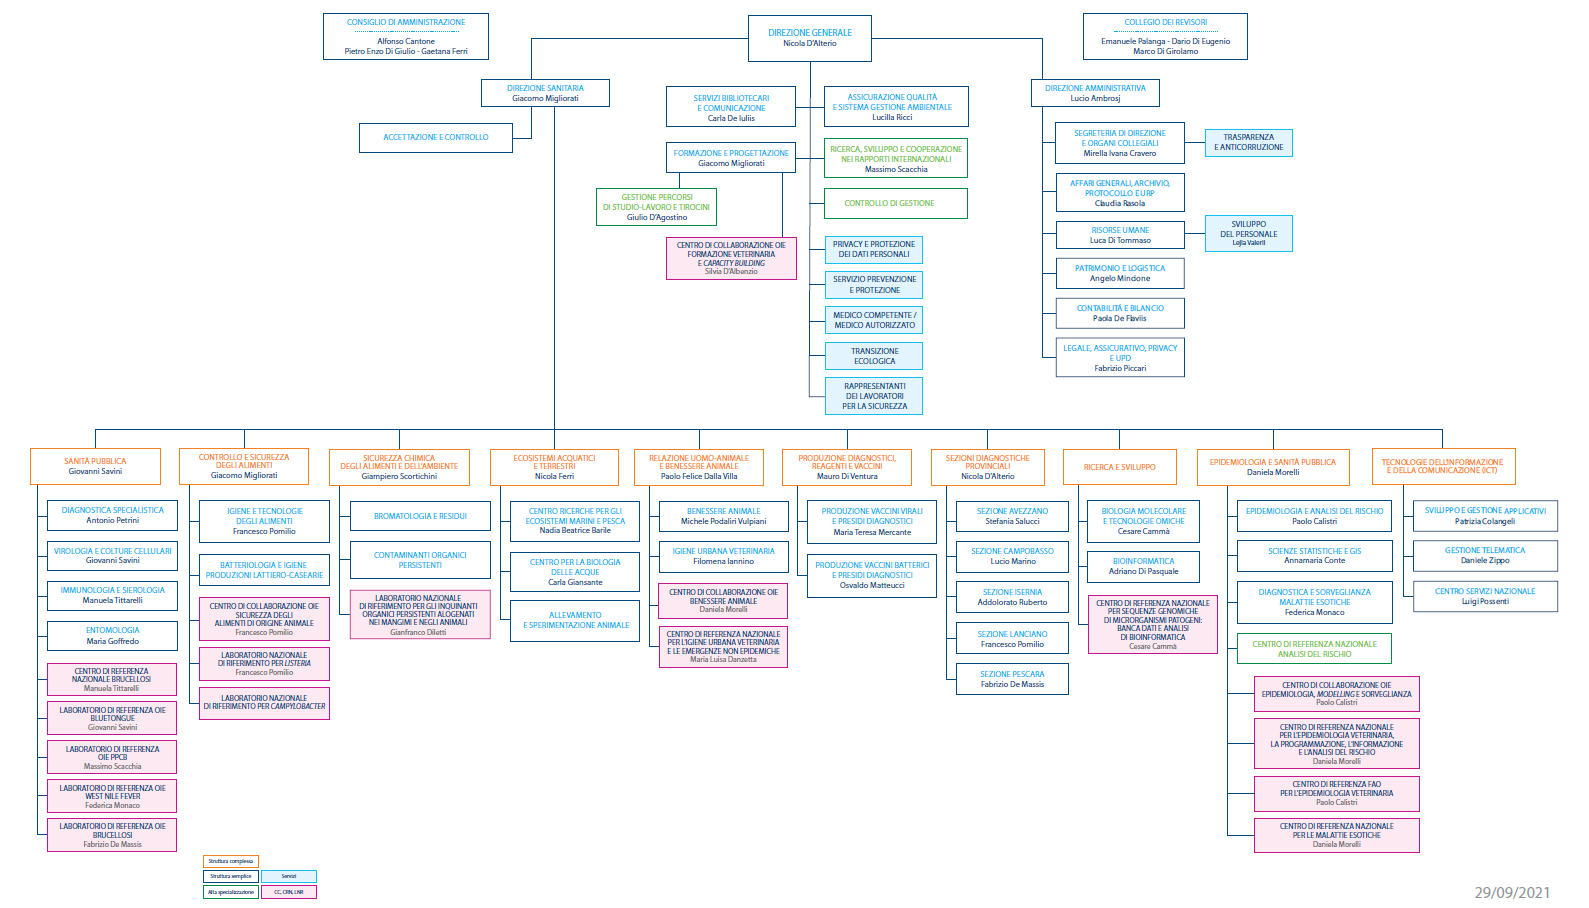 CONSIGLIO DI AMMINISTRAZIONE
Alfonso Cantone
Pietro Enzo Di Giulio - Gaetana Ferri
DIREZIONE GENERALE
Nicola D'Alterio
COLLEGIO DEI REVISORI
Emanuele Palanga - Dario Di Eugenio
Marco Di Girolamo
DIREZIONE SANITARIA
Giacomo Migliorati
ACCETTAZIONE E CONTROLLO
SERVIZI BIBLIOTECARI
E COMUNICAZIONE
Carla De Iuliis
ASSICURAZIONE QUALITÀ
E SISTEMA GESTIONE AMBIENTALE
Lucilla Ricci
FORMAZIONE E PROGETTAZIONE
Giacomo Migliorati
RICERCA, SVILUPPO E COOPERAZIONE
NEI RAPPORTI INTERNAZIONALI
Massimo Scacchia
GESTIONE PERCORSI
DI STUDIO-LAVORO E TIROCINI
Giulio D'Agostino
CONTROLLO DI GESTIONE
CENTRO DI COLLABORAZIONE OIE
FORMAZIONE VETERINARIA
E CAPACITY BUILDING
Silvia D'Albenzio
PRIVACY E PROTEZIONE
DEI DATI PERSONALI
SERVIZIO PREVENZIONE
E PROTEZIONE
MEDICO COMPETENTE /
MEDICO AUTORIZZATO
TRANSIZIONE
ECOLOGICA
RAPPRESENTANTI
DEI LAVORATORI
PER LA SICUREZZA
DIREZIONE AMMINISTRATIVA
Lucio Ambrosj
SEGRETERIA DI DIREZIONE
E ORGANI COLLEGIALI
Mirella Ivana Cravero
TRASPARENZA
E ANTICORRUZIONE
AFFARI GENERALI, ARCHIVIO,
PROTOCOLLO E URP
Claudia Rasola
RISORSE UMANE
Luca Di Tommaso
SVILUPPO
DEL PERSONALE
Lejla Valerii
PATRIMONIO E LOGISTICA
Angelo Mincione
CONTABILITÁ E BILANCIO
Paola De Flaviis
LEGALE, ASSICURATIVO, PRIVACY
E UPD
Fabrizio Piccari
SANITÀ PUBBLICA
Giovanni Savini
DIAGNOSTICA SPECIALISTICA
Antonio Petrini
VIROLOGIA E COLTURE CELLULARI
Giovanni Savini
IMMUNOLOGIA E SIEROLOGIA
Manuela Tittarelli
ENTOMOLOGIA
Maria Goffredo
CENTRO DI REFERENZA
NAZIONALE BRUCELLOSI
Manuela Tittarelli
LABORATORIO DI REFERENZA OIE
BLUETONGUE
Giovanni Savini
LABORATORIO DI REFERENZA
OIE PPCB
Massimo Scacchia
LABORATORIO DI REFERENZA OIE
WEST NILE FEVER
Federica Monaco
LABORATORIO DI REFERENZA OIE
BRUCELLOSI
Fabrizio De Massis
CONTROLLO E SICUREZZA
DEGLI ALIMENTI
Giacomo Migliorati
IGIENE E TECNOLOGIE
DEGLI ALIMENTI
Francesco Pomilio
BATTERIOLOGIA E IGIENE
PRODUZIONI LATTIERO-CASEARIE
CENTRO DI COLLABORAZIONE OIE
SICUREZZA DEGLI
ALIMENTI DI ORIGINE ANIMALE
Francesco Pomilio
LABORATORIO NAZIONALE
DI RIFERIMENTO PER LISTERIA
Francesco Pomilio
LABORATORIO NAZIONALE
DI RIFERIMENTO PER CAMPYLOBACTER
SICUREZZA CHIMICA
DEGLI ALIMENTI E DELL'AMBIENTE
Giampiero Scortichini
BROMATOLOGIA E RESIDUI
CONTAMINANTI ORGANICI
PERSISTENTI
LABORATORIO NAZIONALE
DI RIFERIMENTO PER GLI INQUINANTI
ORGANICI PERSISTENTI ALOGENATI
NEI MANGIMI E NEGLI ANIMALI
Gianfranco Diletti
ECOSISTEMI ACQUATICI
E TERRESTRI
Nicola Ferri
CENTRO RICERCHE PER GLI
ECOSISTEMI MARINI E PESCA
Nadia Beatrice Barile
CENTRO PER LA BIOLOGIA
DELLE ACQUE
Carla Giansante
ALLEVAMENTO
E SPERIMENTAZIONE ANIMALE
RELAZIONE UOMO-ANIMALE
E BENESSERE ANIMALE
Paolo Felice Dalla Villa
BENESSERE ANIMALE
Michele Podaliri Vulpiani
IGIENE URBANA VETERINARIA
Filomena Iannino
CENTRO DI COLLABORAZIONE OIE
BENESSERE ANIMALE
Daniela Morelli
CENTRO DI REFERENZA NAZIONALE
PER L'IGIENE URBANA VETERINARIA
E LE EMERGENZE NON EPIDEMICHE
Maria Luisa Danzetta
PRODUZIONE DIAGNOSTICI,
REAGENTI E VACCINI
Mauro Di Ventura
PRODUZIONE VACCINI VIRALI
E PRESIDI DIAGNOSTICI
Maria Teresa Mercante
PRODUZIONE VACCINI BATTERICI
E PRESIDI DIAGNOSTICI
Osvaldo Matteucci
SEZIONI DIAGNOSTICHE
PROVINCIALI
Nicola D'Alterio
SEZIONE AVEZZANO
Stefania Salucci
SEZIONE CAMPOBASSO
Lucio Marino
SEZIONE ISERNIA
Addolorato Ruberto
SEZIONE LANCIANO
Francesco Pomilio
SEZIONE PESCARA
Fabrizio De Massis
RICERCA E SVILUPPO
BIOLOGIA MOLECOLARE
E TECNOLOGIE OMICHE
Cesare Cammà
BIOINFORMATICA
Adriano Di Pasquale
CENTRO DI REFERENZA NAZIONALE
PER SEQUENZE GENOMICHE
DI MICRORGANISMI PATOGENI:
BANCA DATI E ANALISI
DI BIOINFORMATICA
Cesare Cammà
EPIDEMIOLOGIA E SANITÀ PUBBLICA
Daniela Morelli
EPIDEMIOLOGIA E ANALISI DEL RISCHIO
Paolo Calistri
SCIENZE STATISTICHE E GIS
Annamaria Conte
DIAGNOSTICA E SORVEGLIANZA
MALATTIE ESOTICHE
Federica Monaco
CENTRO DI REFERENZA NAZIONALE
ANALISI DEL RISCHIO
CENTRO DI COLLABORAZIONE OIE
EPIDEMIOLOGIA, MODELLING E SORVEGLIANZA
Paolo Calistri
CENTRO DI REFERENZA NAZIONALE
PER L'EPIDEMIOLOGIA VETERINARIA,
LA PROGRAMMAZIONE, L'INFORMAZIONE
E L'ANALISI DEL RISCHIO
Daniela Morelli
CENTRO DI REFERENZA FAO
PER L'EPIDEMIOLOGIA VETERINARIA
Paolo Calistri
CENTRO DI REFERENZA NAZIONALE
PER LE MALATTIE ESOTICHE
Daniela Morelli
TECNOLOGIE DELL'INFORMAZIONE
E DELLA COMUNICAZIONE (ICT)
SVILUPPO E GESTIONE APPLICATIVI
Patrizia Colangeli
GESTIONE TELEMATICA
Daniele Zippo
CENTRO SERVIZI NAZIONALE
Luigi Possenti
Struttura complessa
Struttura semplice
Servizi
Alta specializzazione
CC, CRN, LNR
29/09/2021